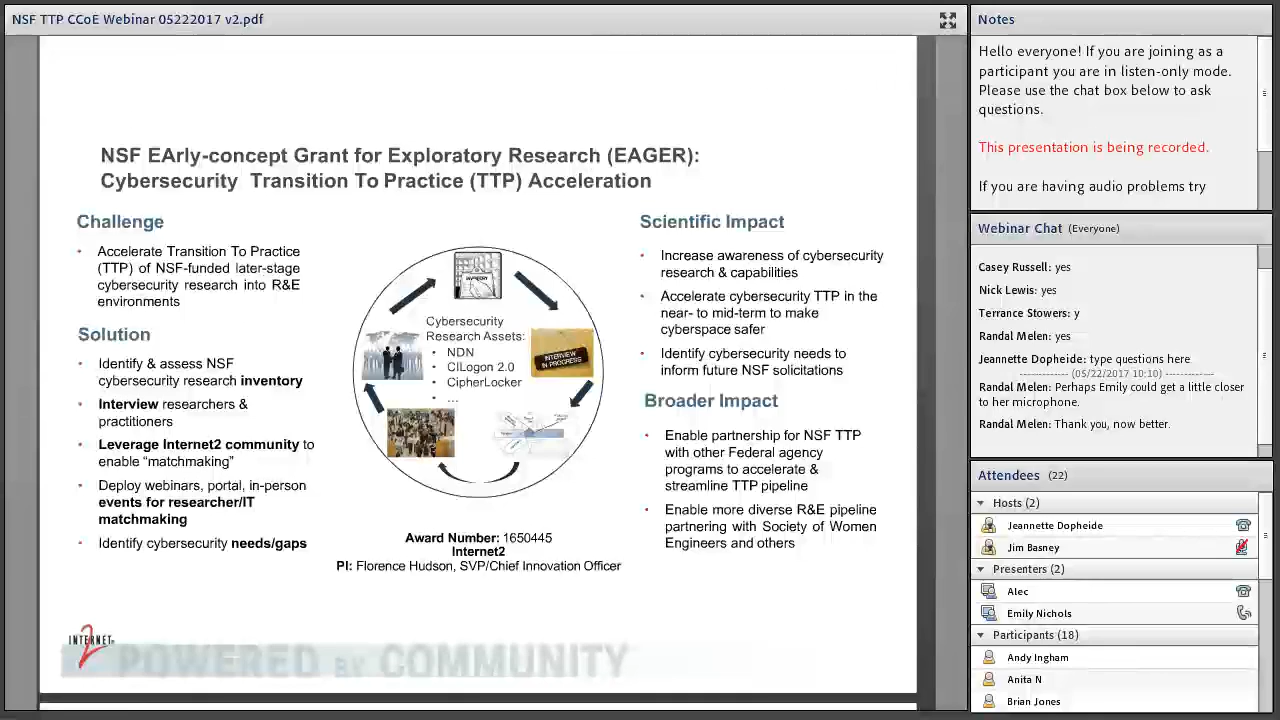 NSF TTP CCoE Webinar 05222017 v2.pdf
NSF EArly-concept Grant for Exploratory Research (EAGER):
Cybersecurity Transition To Practice (TTP) Acceleration
Challenge
• Accelerate Transition To Practice
(TTP) of NSF-funded later-stage
cybersecurity research into R&E
environments
Solution
• Identify & assess NSF
cybersecurity research inventory
• Interview researchers &
practitioners
• Leverage Internet2 community to
enable “matchmaking”
• Deploy webinars, portal, in-person
events for researcher/IT
matchmaking
• Identify cybersecurity needs/gaps
Cybersecurity
Research Assets:
• NDN
• CILogon 2.0
• CipherLocker
• ...
INTERVIEW
IN PROGRESS
Award Number: 1650445
Internet2
PI: Florence Hudson, SVP/Chief Innovation Officer
Scientific Impact
• Increase awareness of cybersecurity
research & capabilities
• Accelerate cybersecurity TTP in the
near- to mid-term to make
cyberspace safer
• Identify cybersecurity needs to
inform future NSF solicitations
Broader Impact
• Enable partnership for NSF TTP
with other Federal agency
programs to accelerate &
streamline TTP pipeline
• Enable more diverse R&E pipeline
partnering with Society of Women
Engineers and others
INTERNET
2
POWERED BY COMMUNITY
Notes
Hello everyone! If you are joining as a
participant you are in listen-only mode.
Please use the chat box below to ask
questions.
This presentation is being recorded.
If you are having audio problems try
Webinar Chat (Everyone)
Casey Russell: yes
Nick Lewis: yes
Terrance Stowers: y
Randal Melen: yes
Jeannette Dopheide: type questions here
------------- (05/22/2017 10:10) -------------
Randal Melen: Perhaps Emily could get a little closer
to her microphone.
Randal Melen: Thank you, now better.
Attendees (22)
Hosts (2)
Jeannette Dopheide
Jim Basney
Presenters (2)
Alec
Emily Nichols
Participants (18)
Andy Ingham
Anita N
Brian Jones